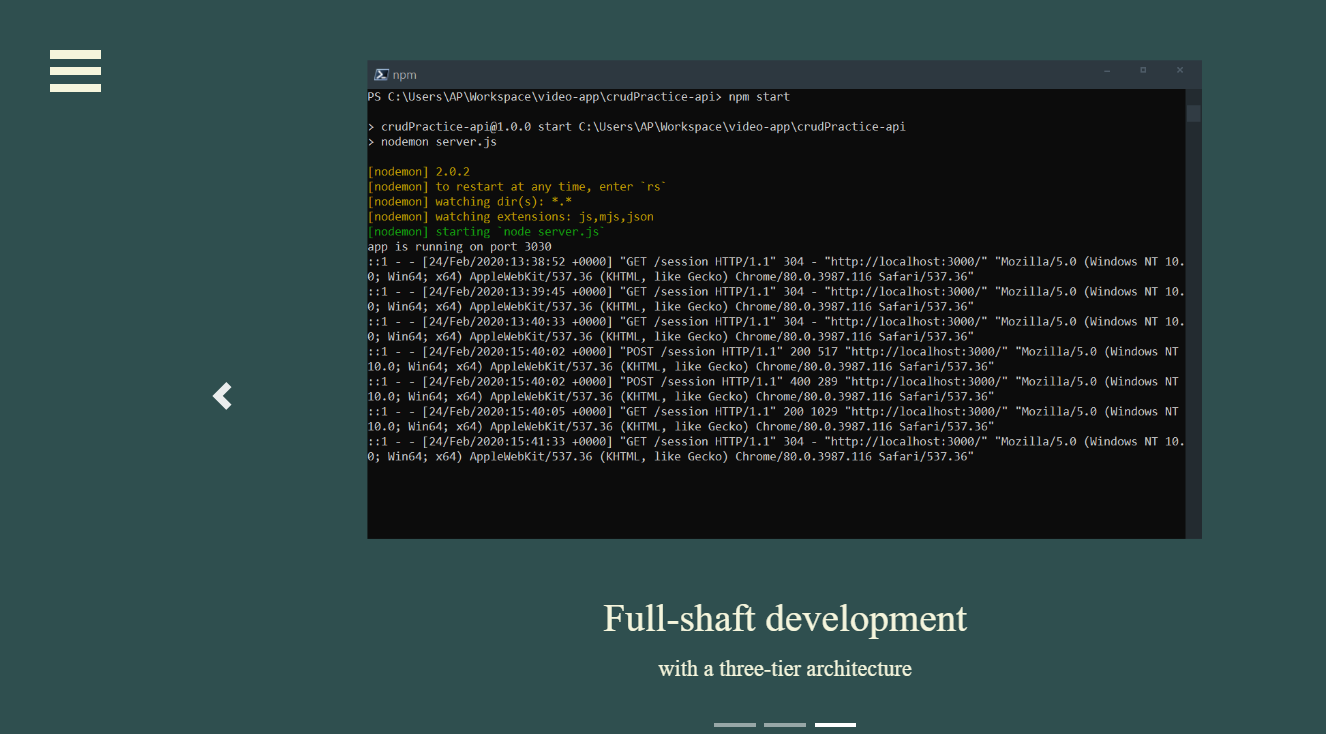 npm
PS C:\Users\AP\Workspace\video-app\crudPractice-api> npm start
> crudPractice-api@1.0.0 start C:\Users\AP\Workspace\video-app\crudPractice-api
> nodemon server.js
[nodemon] 2.0.2
[nodemon] to restart at any time, enter `rs`
[nodemon] watching dir(s): *.*
[nodemon] watching extensions: js,mjs,json
[nodemon] starting `node server.js`
app is running on port 3030
::1 - - [24/Feb/2020:13:38:52 +0000] "GET /session HTTP/1.1" 304 - "http://localhost:3000/" "Mozilla/5.0 (Windows NT 10.
0; Win64; x64) AppleWebKit/537.36 (KHTML, like Gecko) Chrome/80.0.3987.116 Safari/537.36"
::1 - - [24/Feb/2020:13:39:45 +0000] "GET /session HTTP/1.1" 304 - "http://localhost:3000/" "Mozilla/5.0 (Windows NT 10.
0; Win64; x64) AppleWebKit/537.36 (KHTML, like Gecko) Chrome/80.0.3987.116 Safari/537.36"
::1 - - [24/Feb/2020:13:40:33 +0000] "GET /session HTTP/1.1" 304 - "http://localhost:3000/" "Mozilla/5.0 (Windows NT 10.
0; Win64; x64) AppleWebKit/537.36 (KHTML, like Gecko) Chrome/80.0.3987.116 Safari/537.36"
::1 - - [24/Feb/2020:15:40:02 +0000] "POST /session HTTP/1.1" 200 517 "http://localhost:3000/" "Mozilla/5.0 (Windows NT
10.0; Win64; x64) AppleWebKit/537.36 (KHTML, like Gecko) Chrome/80.0.3987.116 Safari/537.36"
::1 - - [24/Feb/2020:15:40:02 +0000] "POST /session HTTP/1.1" 400 289 "http://localhost:3000/" "Mozilla/5.0 (Windows NT
10.0; Win64; x64) AppleWebKit/537.36 (KHTML, like Gecko) Chrome/80.0.3987.116 Safari/537.36"
::1 - - [24/Feb/2020:15:40:05 +0000] "GET /session HTTP/1.1" 200 1029 "http://localhost:3000/" "Mozilla/5.0 (Windows NT
10.0; Win64; x64) AppleWebKit/537.36 (KHTML, like Gecko) Chrome/80.0.3987.116 Safari/537.36"
::1 - - [24/Feb/2020:15:41:33 +0000] "GET /session HTTP/1.1" 304 - "http://localhost:3000/" "Mozilla/5.0 (Windows NT 10.
0; Win64; x64) AppleWebKit/537.36 (KHTML, like Gecko) Chrome/80.0.3987.116 Safari/537.36"
Full-shaft development
with a three-tier architecture